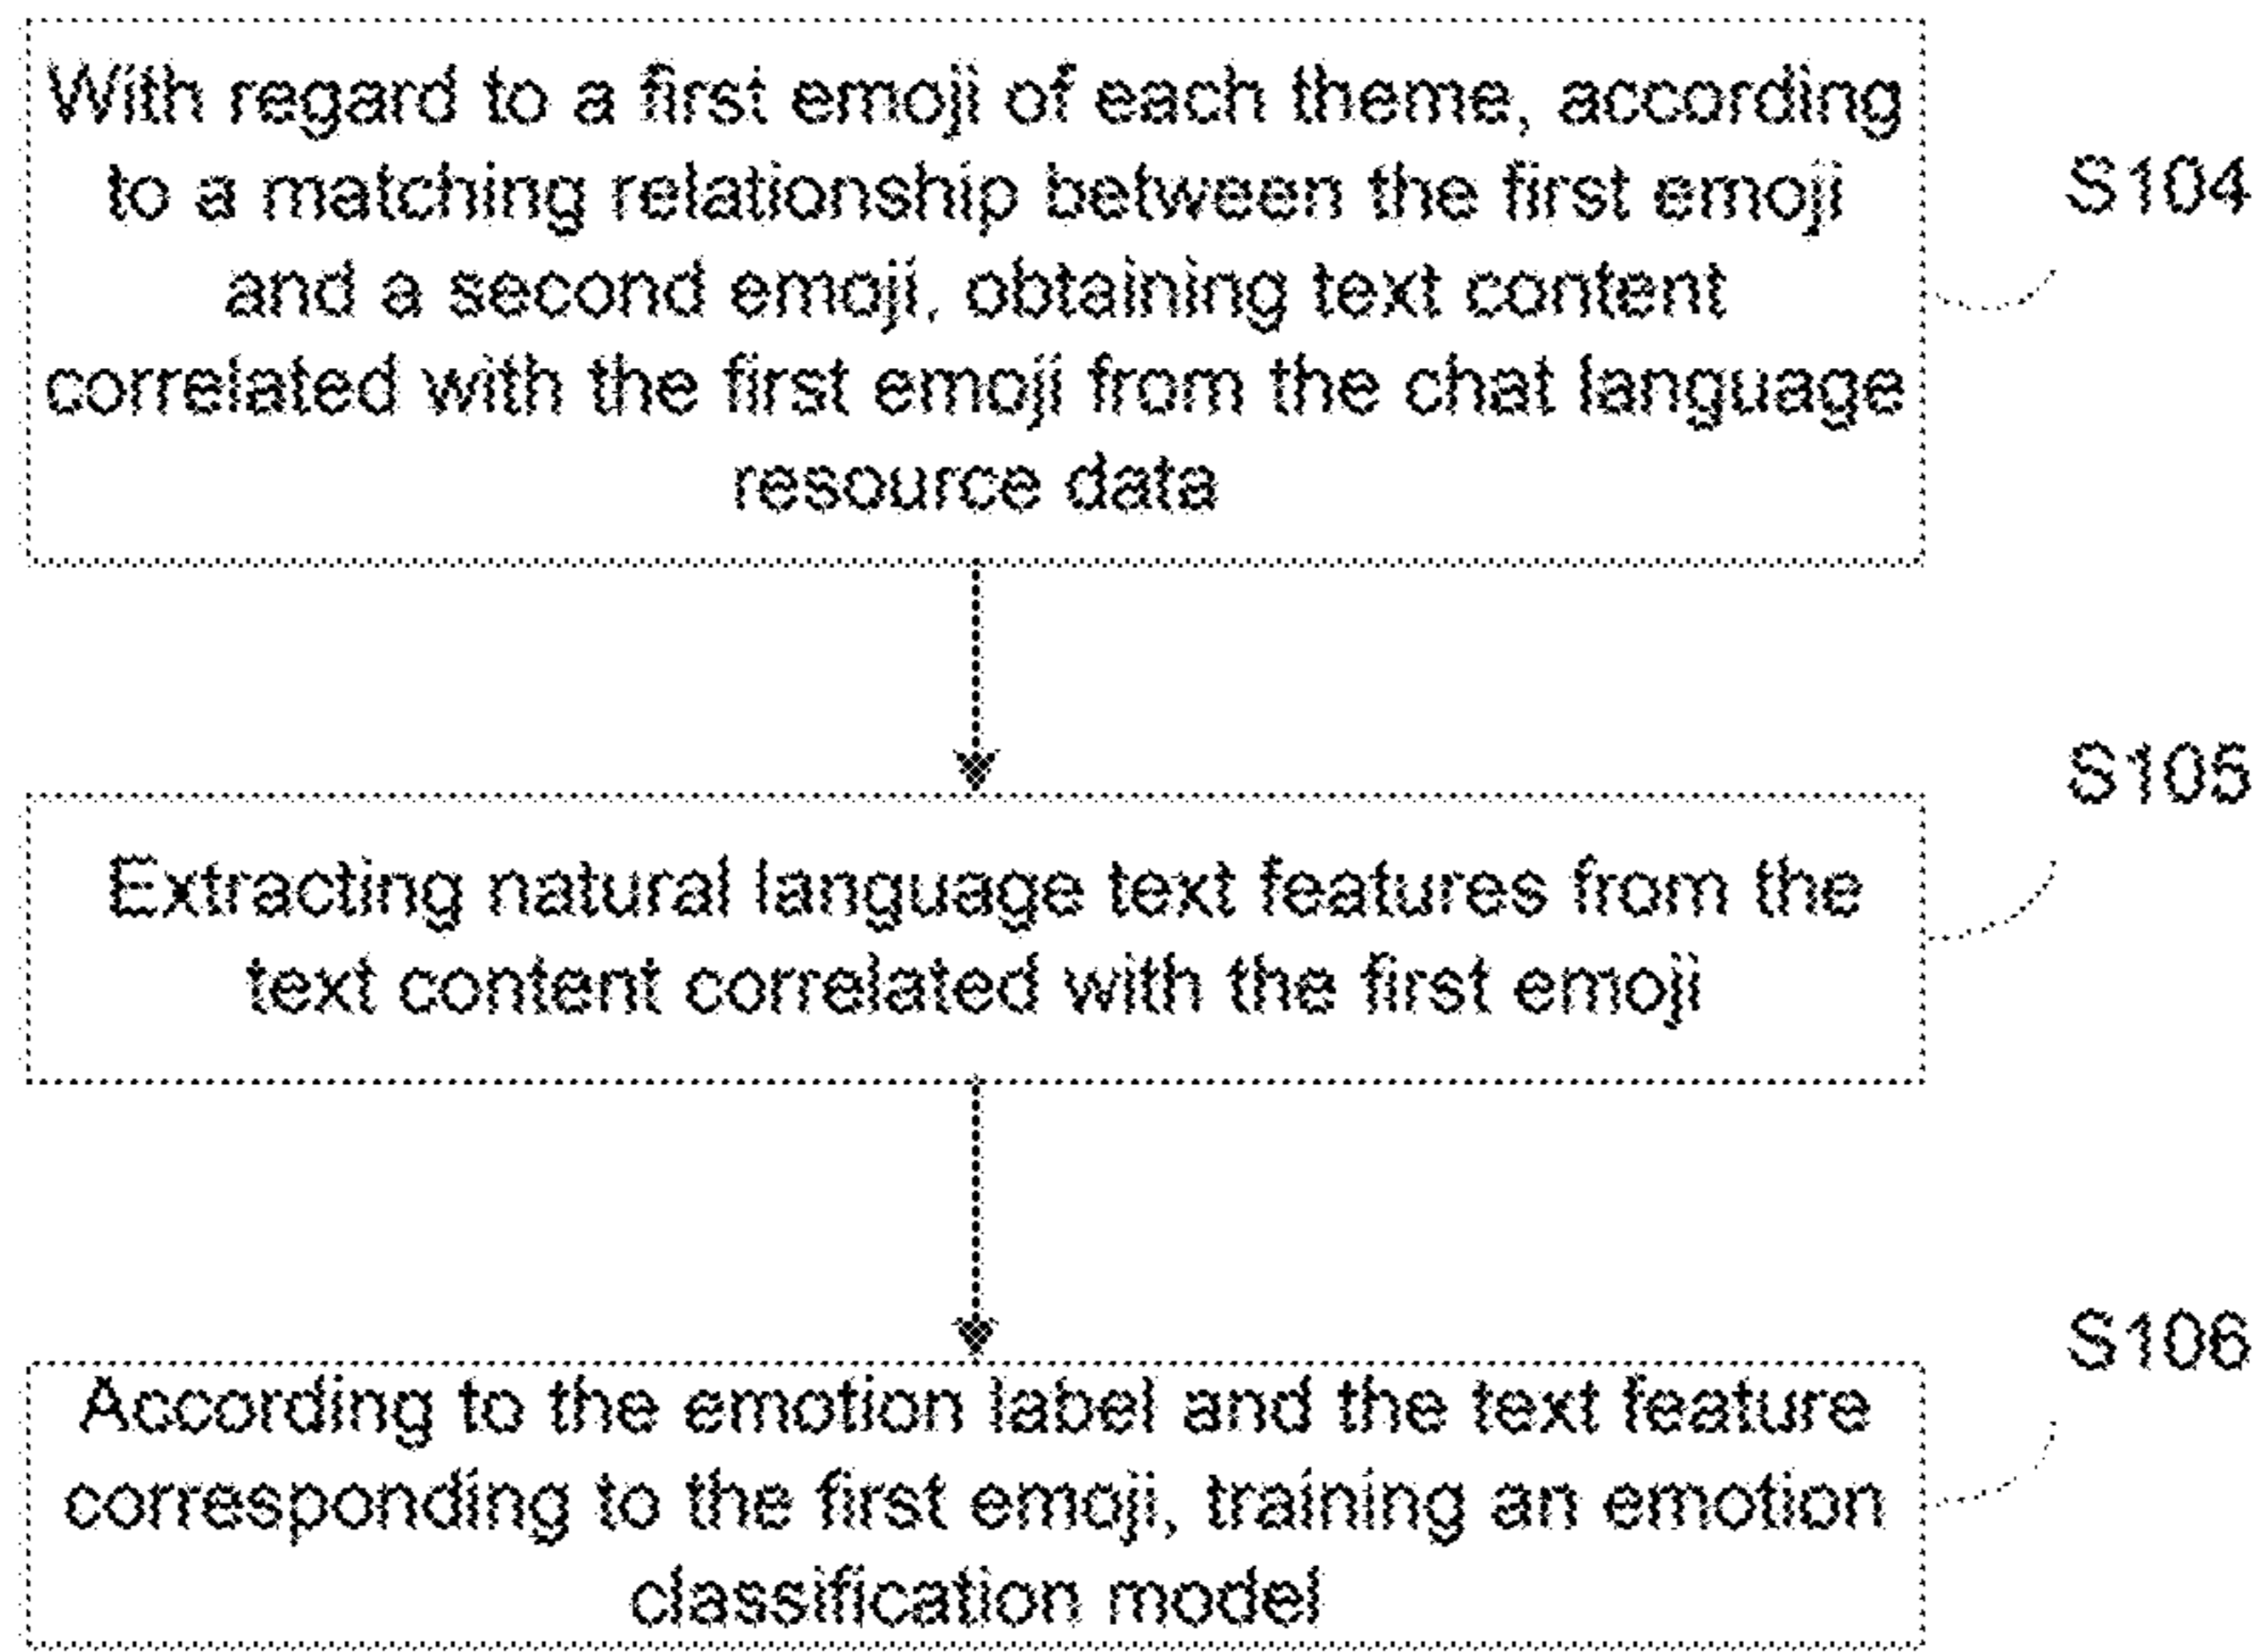 With regard to a first emoji of each theme, according
to a matching relationship between the first emoji
and a second emoji, obtaining text content
correlated with the first emoji from the chat language
resource data
S104
Extracting natural language text features from the
text content correlated with the first emoji
S105
According to the emotion label and the text feature
corresponding to the first emoji, training an emotion
classification model
S106